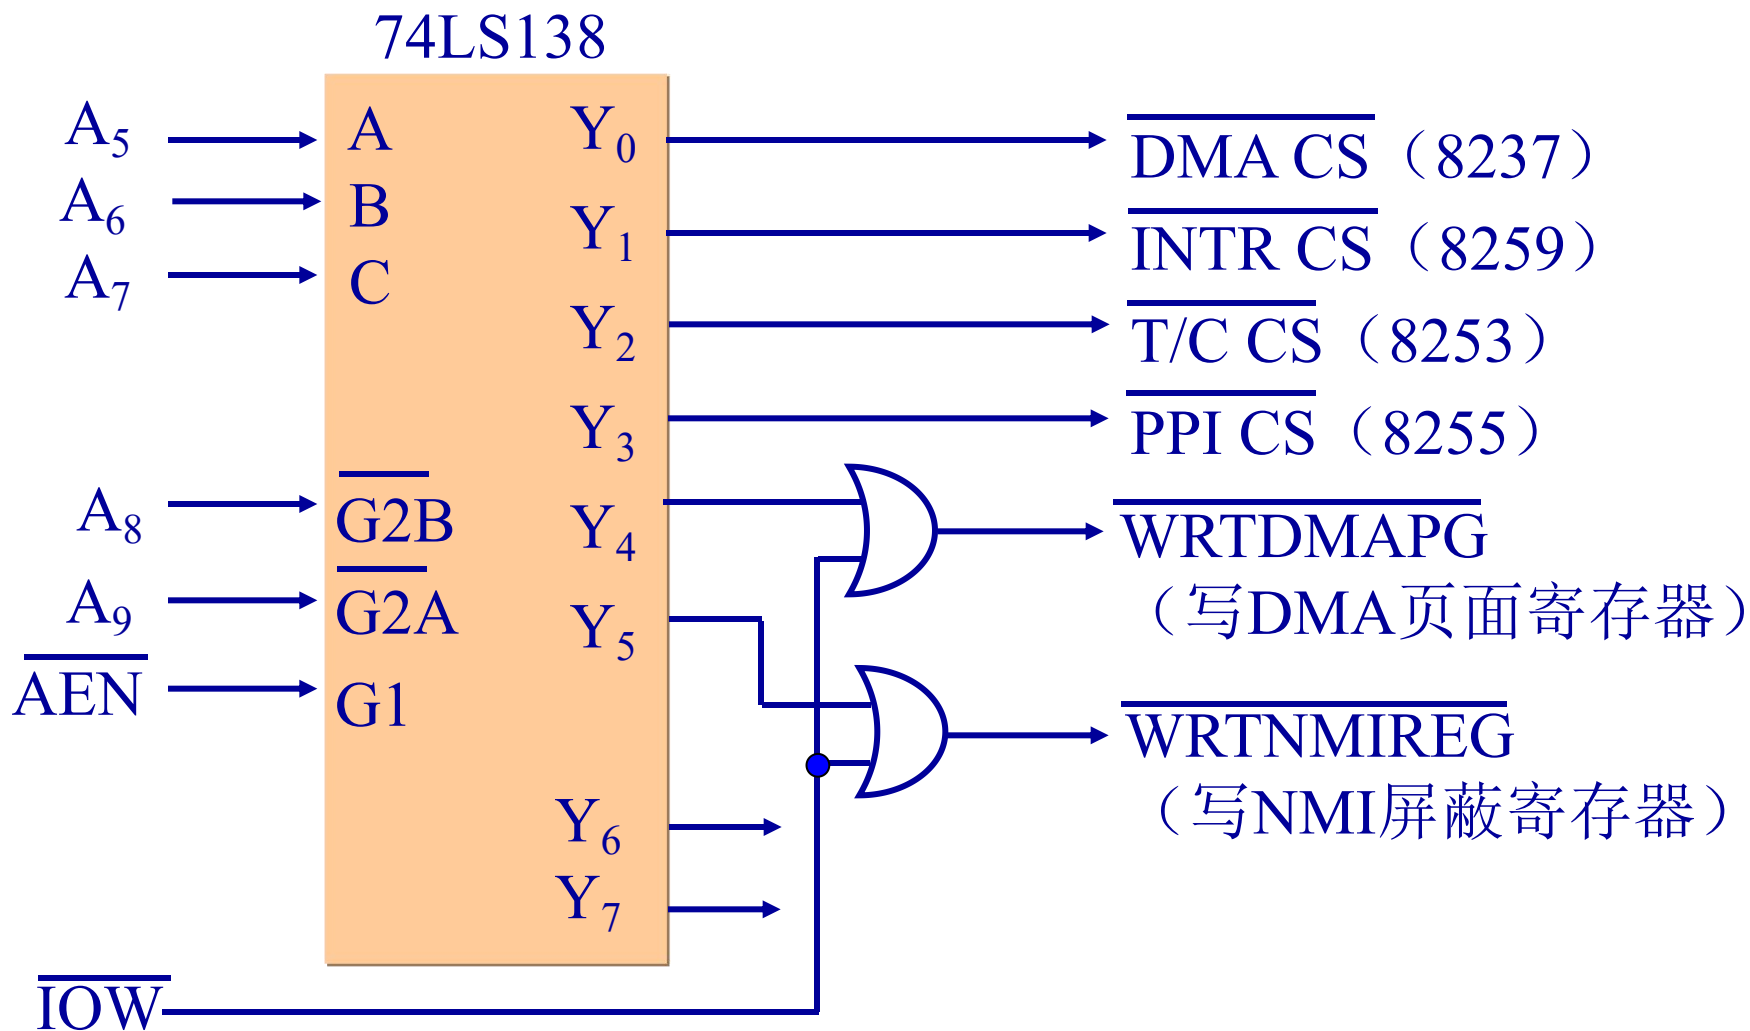 74LS138
A5 A Y0 DMA CS（8237）
A6 B Y1 INTR CS（8259）
A7 C Y2 T/C CS（8253）
Y3 PPI CS（8255）
A8 G2B Y4 WRTDMAPG
（写DMA页面寄存器）
A9 G2A Y5
AEN G1 WRTNMIREG
（写NMI屏蔽寄存器）
Y6
Y7
IOW